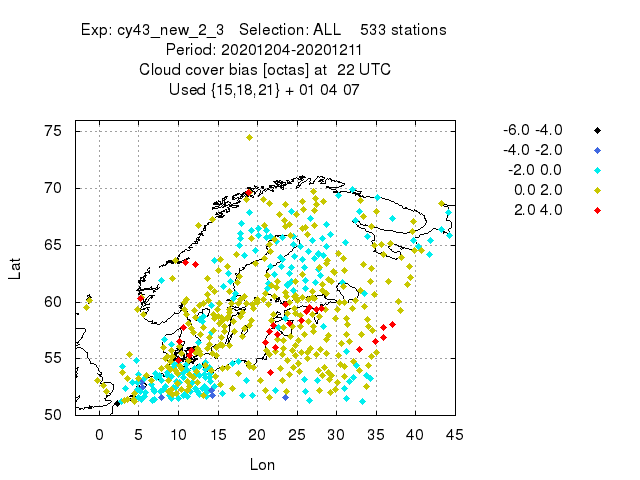 Exp: cy43_new_2_3   Selection: ALL    533 stations
Period: 20201204-20201211
Cloud cover bias [octas] at  22 UTC
Used {15,18,21} + 01 04 07
-6.0 -4.0
-4.0 -2.0
-2.0 0.0
0.0 2.0
2.0 4.0
75
70
65
60
55
50
Lat
0 5 10 15 20 25 30 35 40 45
Lon